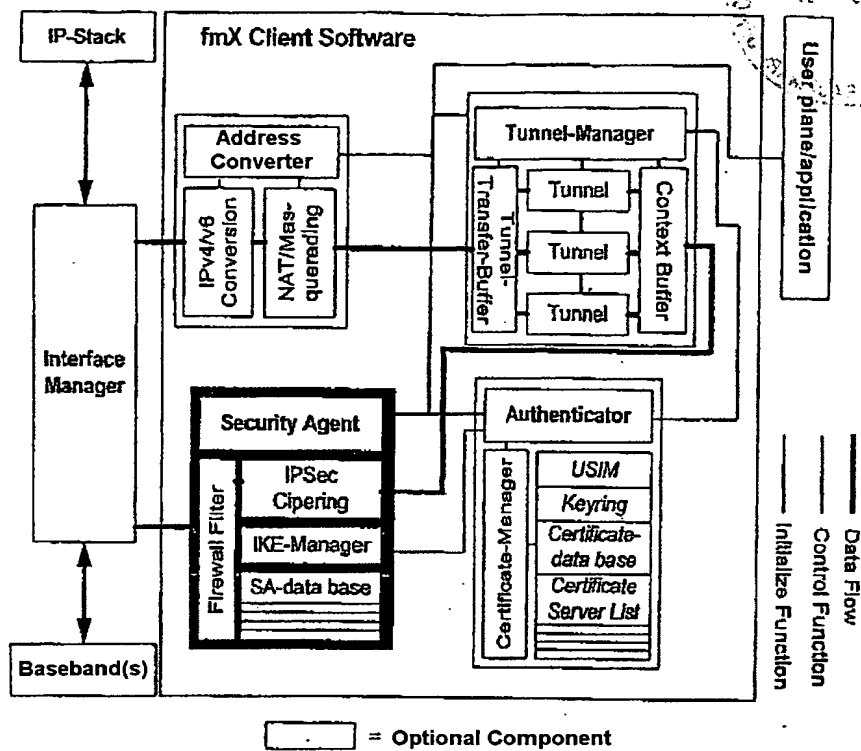 IP-Stack
fmX Client Software
User plane/application
Address
Converter
IPv4/v6
Conversion
NAT/Mas-
querading
Tunnel-Manager
Tunnel-
Transfer-Buffer
Tunnel
Tunnel
Tunnel
Context Buffer
Interface
Manager
Security Agent
Firewall Filter
IPSec
Cipering
IKE-Manager
SA-data base
Authenticator
Certificate-Manager
USIM
Keyring
Certificate-
data base
Certificate
Server List
Data Flow
Control Function
Initialize Function
Baseband(s)
= Optional Component